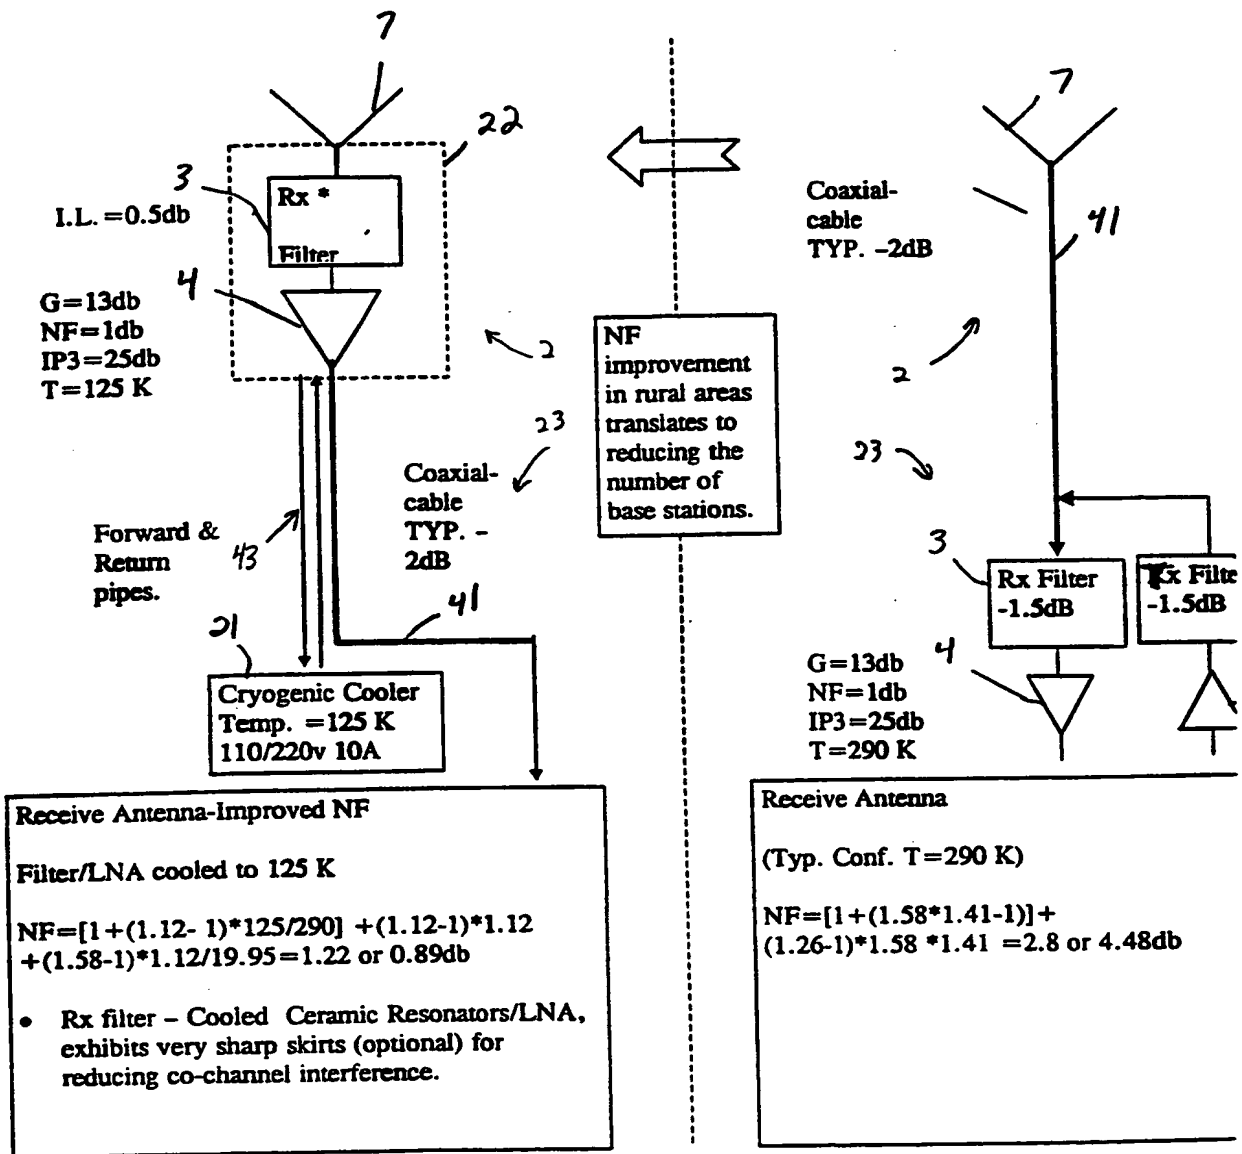 7
22
3
Rx *
Filter
I.L.=0.5db
4
G=13db
NF=1db
IP3=25db
T=125 K
2
23
Coaxial-
cable
TYP. -
2dB
Forward &
Return
pipes.
43
41
21
Cryogenic Cooler
Temp. =125 K
110/220v 10A
Receive Antenna-Improved NF
Filter/LNA cooled to 125 K
NF=[1+(1.12- 1)*125/290] +(1.12-1)*1.12
+(1.58-1)*1.12/19.95=1.22 or 0.89db
• Rx filter – Cooled Ceramic Resonators/LNA,
exhibits very sharp skirts (optional) for
reducing co-channel interference.
NF
improvement
in rural areas
translates to
reducing the
number of
base stations.
7
Coaxial-
cable
TYP. -2dB
41
2
23
3
Rx Filter
-1.5dB
Tx Filte
-1.5dB
4
G=13db
NF=1db
IP3=25db
T=290 K
Receive Antenna
(Typ. Conf. T=290 K)
NF=[1+(1.58*1.41-1)]+
(1.26-1)*1.58 *1.41 =2.8 or 4.48db